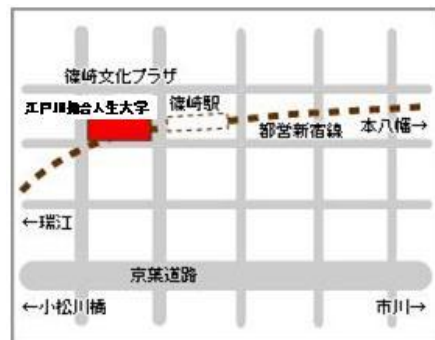 篠崎文化プラザ
江戸川総合人生大学
篠崎駅
都営新宿線
本八幡→
←瑞江
京葉道路
←小松川橋
市川→